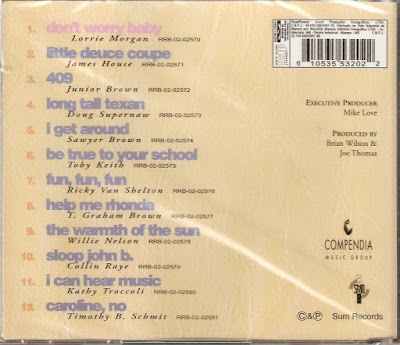 1. don't worry baby
Lorrie Morgan RRB-02-02570
2. little deuce coupe
James House RRB-02-02571
3. 409
Junior Brown RRB-02-02572
4. long tall texan
Doug Supernaw RRB-02-02573
5. i get around
Sawyer Brown RRB-02-02574
6. be true to your school
Toby Keith RRB-02-02575
7. fun, fun, fun
Ricky Van Shelton RRB-02-02576
8. help me rhonda
T. Graham Brown RRB-02-02577
9. the warmth of the sun
Willie Nelson RRB-02-02578
10. sloop john b.
Collin Raye RRB-02-02579
11. i can hear music
Kathy Troccoli RRB-02-02580
12. caroline, no
Timothy B. Schmit RRB-02-02581
6 10535 53202 2
Executive Producer
Mike Love
Produced by
Brian Wilson &
Joe Thomas
COMPENDIA
MUSIC GROUP
©&℗ Sum Records